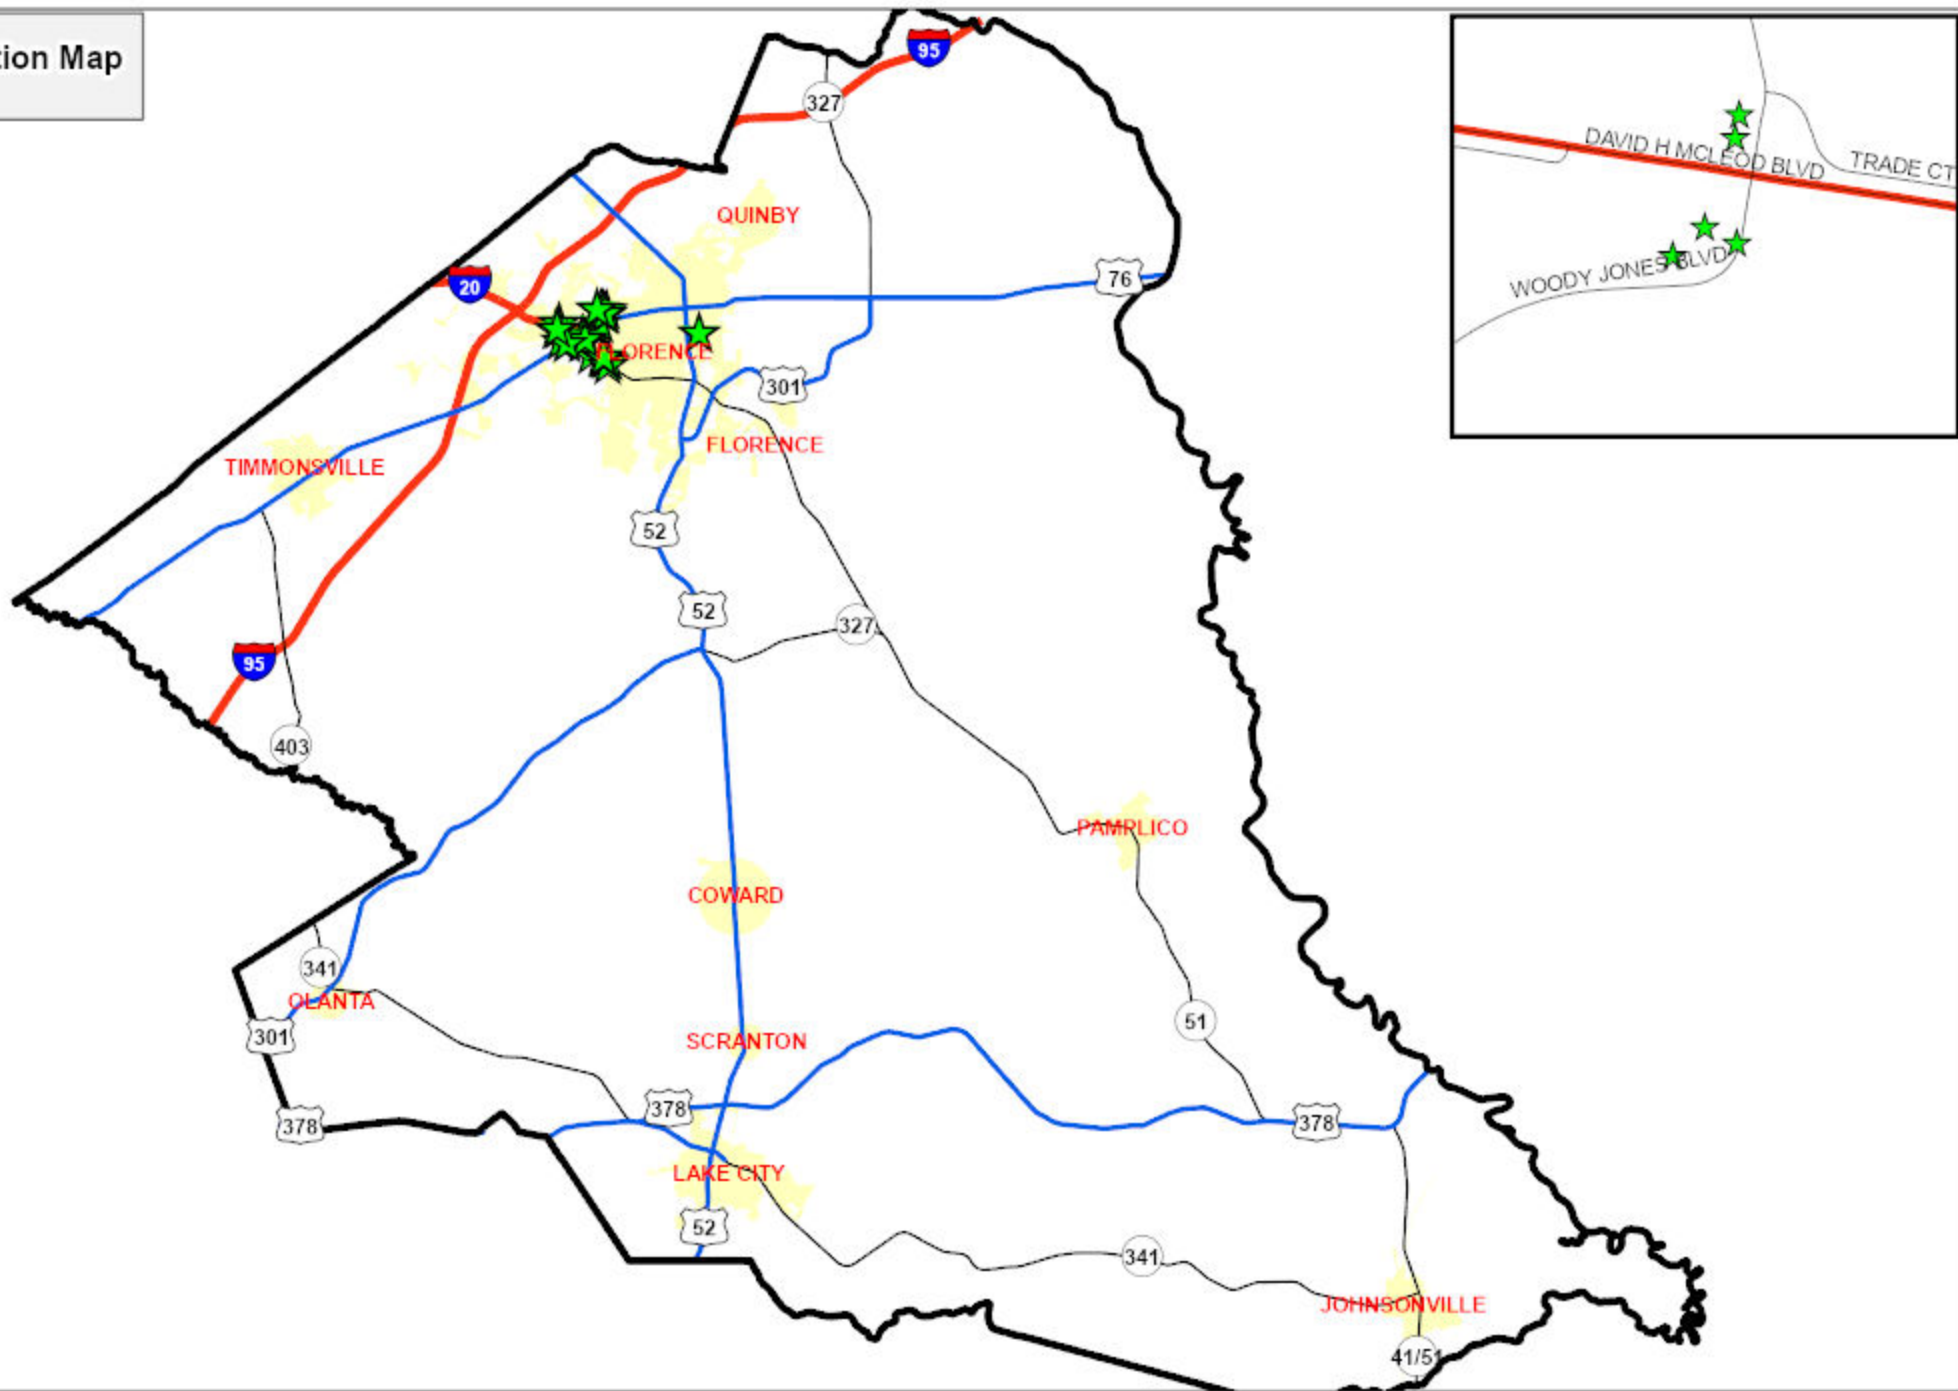 tion Map
95
327
DAVID H MCLEOD BLVD
TRADE CT
WOODY JONES BLVD
QUINBY
20
76
FLORENCE
301
FLORENCE
TIMMONSVILLE
52
52
327
95
403
PAMPLICO
COWARD
341
OLANTA
301
51
SCRANTON
378
378
378
LAKE CITY
52
341
JOHNSONVILLE
41/51